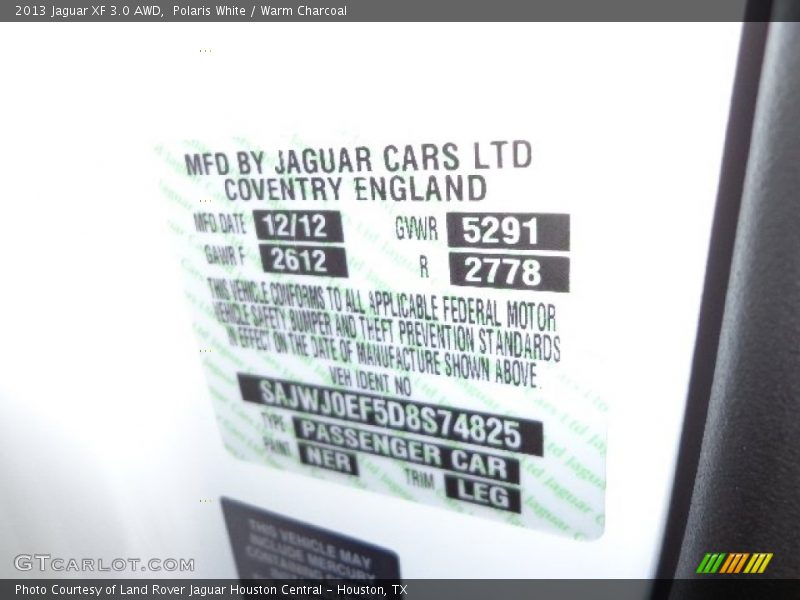 2013 Jaguar XF 3.0 AWD, Polaris White / Warm Charcoal
MFD BY JAGUAR CARS LTD
COVENTRY ENGLAND
MFD DATE 12/12 GVWR 5291
GAWR F 2612 R 2778
THIS VEHICLE CONFORMS TO ALL APPLICABLE FEDERAL MOTOR
VEHICLE SAFETY BUMPER AND THEFT PREVENTION STANDARDS
IN EFFECT ON THE DATE OF MANUFACTURE SHOWN ABOVE.
VEH IDENT NO
SAJWJ0EF5D8S74825
TYPE PASSENGER CAR
PAINT NER TRIM LEG
THIS VEHICLE MAY
INCLUDE MERCURY
GTCARLOT.COM
Photo Courtesy of Land Rover Jaguar Houston Central - Houston, TX